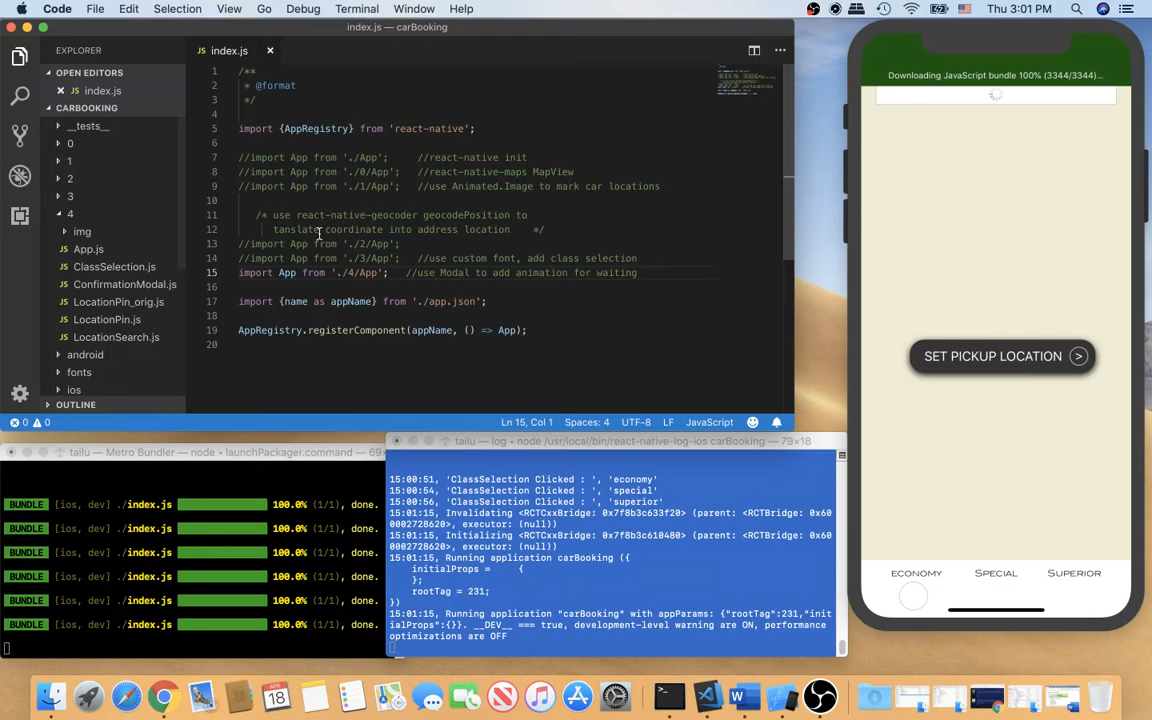 Code File Edit Selection View Go Debug Terminal Window Help
Thu 3:01 PM
index.js — carBooking
EXPLORER
OPEN EDITORS
index.js
CARBOOKING
__tests__
0
1
2
3
4
img
App.js
ClassSelection.js
ConfirmationModal.js
LocationPin_orig.js
LocationPin.js
LocationSearch.js
android
fonts
ios
OUTLINE
index.js
1 /**
2 * @format
3 */
4
5 import {AppRegistry} from 'react-native';
6
7 //import App from './App'; //react-native init
8 //import App from './0/App'; //react-native-maps MapView
9 //import App from './1/App'; //use Animated.Image to mark car locations
10
11 /* use react-native-geocoder geocodePosition to
12 tanslate coordinate into address location */
13 //import App from './2/App';
14 //import App from './3/App'; //use custom font, add class selection
15 import App from './4/App'; //use Modal to add animation for waiting
16
17 import {name as appName} from './app.json';
18
19 AppRegistry.registerComponent(appName, () => App);
20
0 0 Ln 15, Col 1 Spaces: 4 UTF-8 LF JavaScript
Downloading JavaScript bundle 100% (3344/3344)...
SET PICKUP LOCATION >
ECONOMY SPECIAL SUPERIOR
tailu — Metro Bundler — node ‹ launchPackager.command — 69×
BUNDLE [ios, dev] ./index.js 100.0% (1/1), done.
BUNDLE [ios, dev] ./index.js 100.0% (1/1), done.
BUNDLE [ios, dev] ./index.js 100.0% (1/1), done.
BUNDLE [ios, dev] ./index.js 100.0% (1/1), done.
BUNDLE [ios, dev] ./index.js 100.0% (1/1), done.
BUNDLE [ios, dev] ./index.js 100.0% (1/1), done.
tailu — log • node /usr/local/bin/react-native-log-ios carBooking — 79×18
15:00:51, 'ClassSelection Clicked : ', 'economy'
15:00:54, 'ClassSelection Clicked : ', 'special'
15:00:56, 'ClassSelection Clicked : ', 'superior'
15:01:15, Invalidating <RCTCxxBridge: 0x7f8b3c633f20> (parent: <RCTBridge: 0x60
0002728620>, executor: (null))
15:01:15, Initializing <RCTCxxBridge: 0x7f8b3c610480> (parent: <RCTBridge: 0x60
0002728620>, executor: (null))
15:01:15, Running application carBooking ({
initialProps = {
};
rootTag = 231;
})
15:01:15, Running application "carBooking" with appParams: {"rootTag":231,"init
ialProps":{}}. __DEV__ === true, development-level warning are ON, performance
optimizations are OFF
APR
18